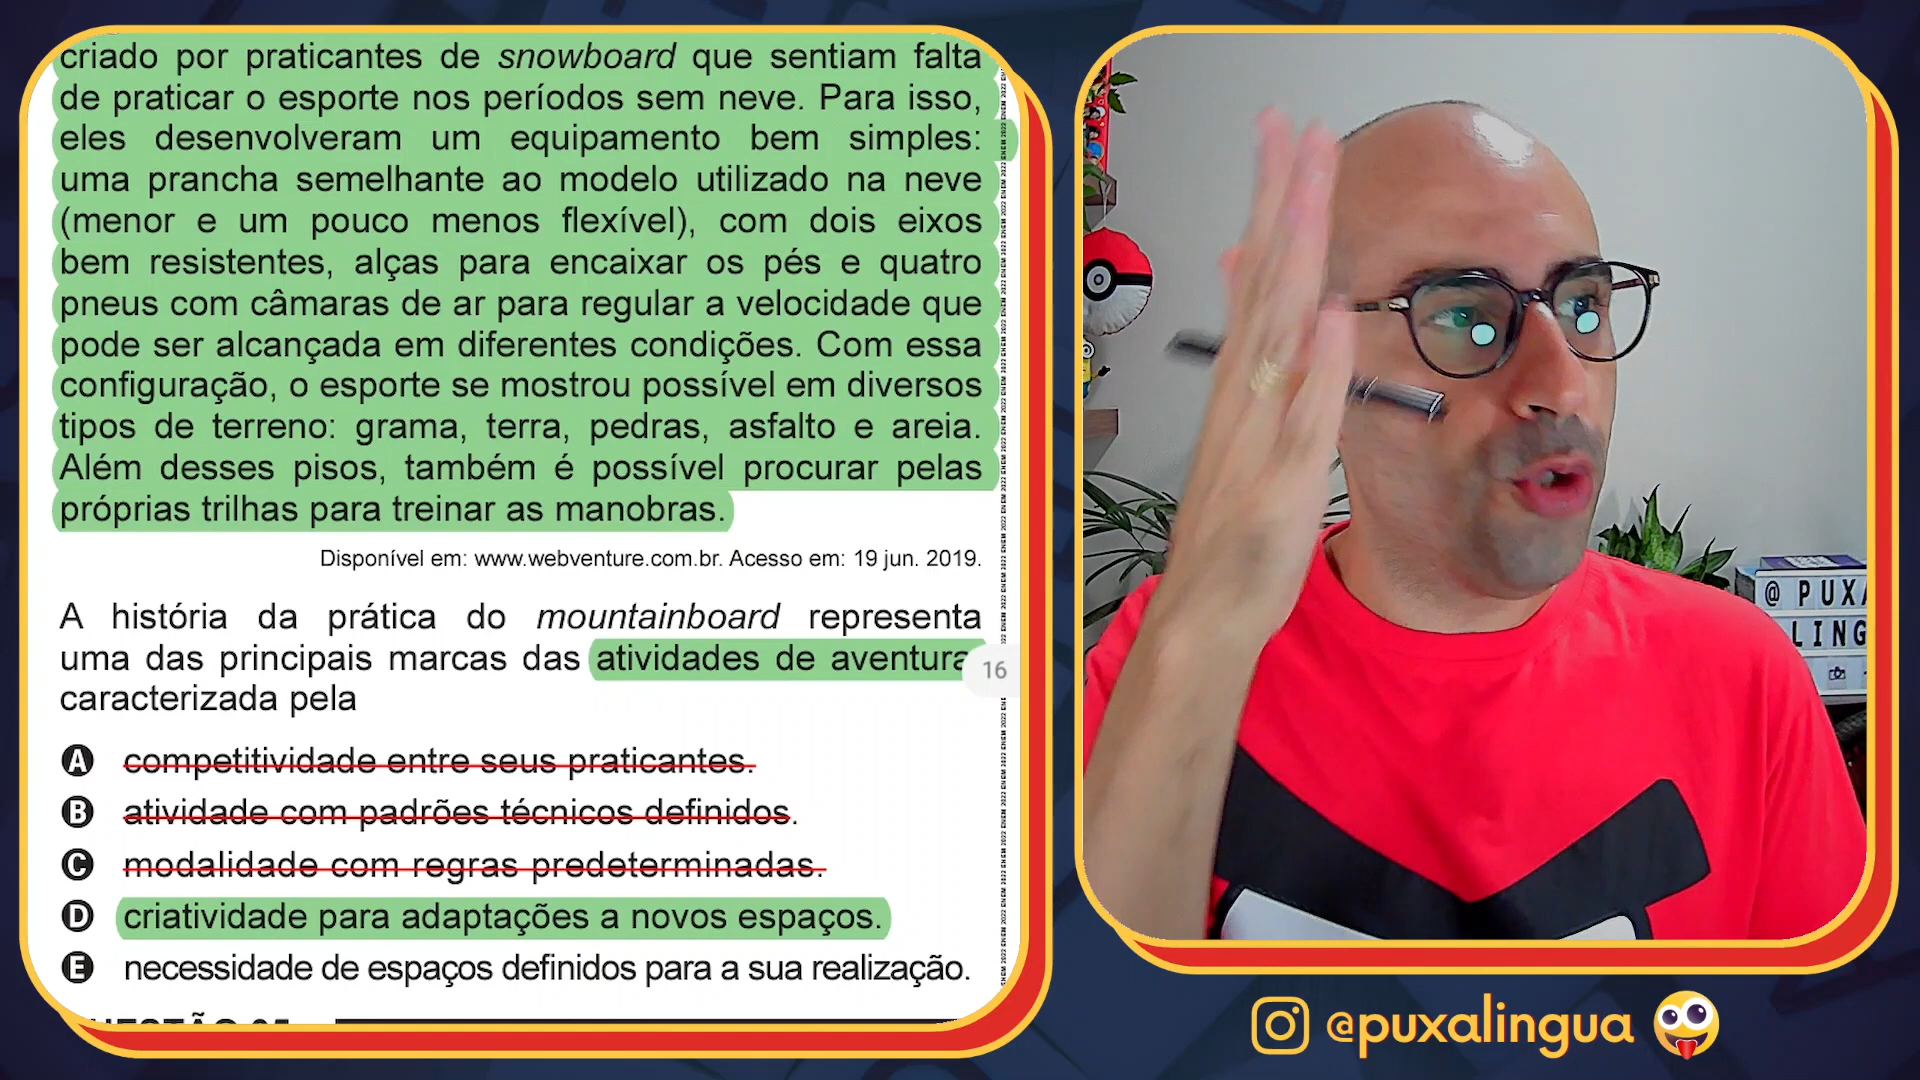 criado por praticantes de snowboard que sentiam falta
de praticar o esporte nos períodos sem neve. Para isso,
eles desenvolveram um equipamento bem simples:
uma prancha semelhante ao modelo utilizado na neve
(menor e um pouco menos flexível), com dois eixos
bem resistentes, alças para encaixar os pés e quatro
pneus com câmaras de ar para regular a velocidade que
pode ser alcançada em diferentes condições. Com essa
configuração, o esporte se mostrou possível em diversos
tipos de terreno: grama, terra, pedras, asfalto e areia.
Além desses pisos, também é possível procurar pelas
próprias trilhas para treinar as manobras.
Disponível em: www.webventure.com.br. Acesso em: 19 jun. 2019.
A história da prática do mountainboard representa
uma das principais marcas das atividades de aventura
caracterizada pela
16
A competitividade entre seus praticantes.
B atividade com padrões técnicos definidos.
C modalidade com regras predeterminadas.
D criatividade para adaptações a novos espaços.
E necessidade de espaços definidos para a sua realização.
@ PUXA
LING
@puxalingua